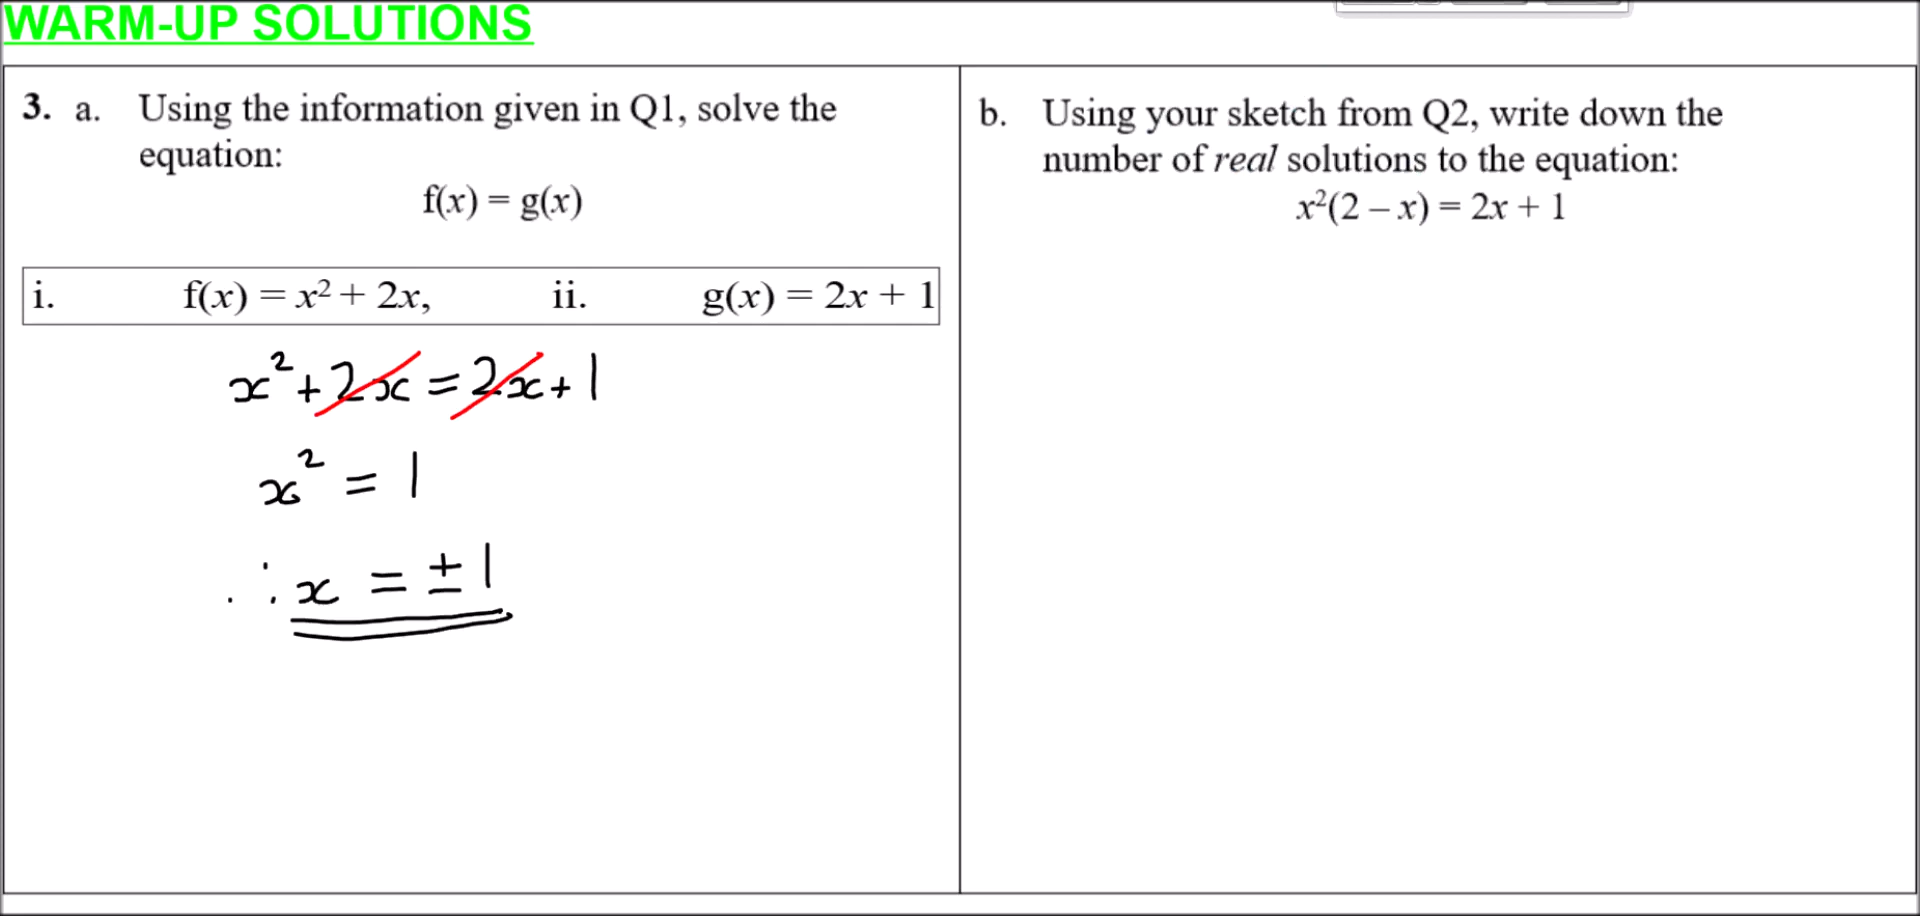 WARM-UP SOLUTIONS
3. a. Using the information given in Q1, solve the
equation:
f(x) = g(x)
i. f(x) = x² + 2x, ii. g(x) = 2x + 1
x² + 2x = 2x + 1
x² = 1
∴ x = ± 1
b. Using your sketch from Q2, write down the
number of real solutions to the equation:
x²(2 – x) = 2x + 1